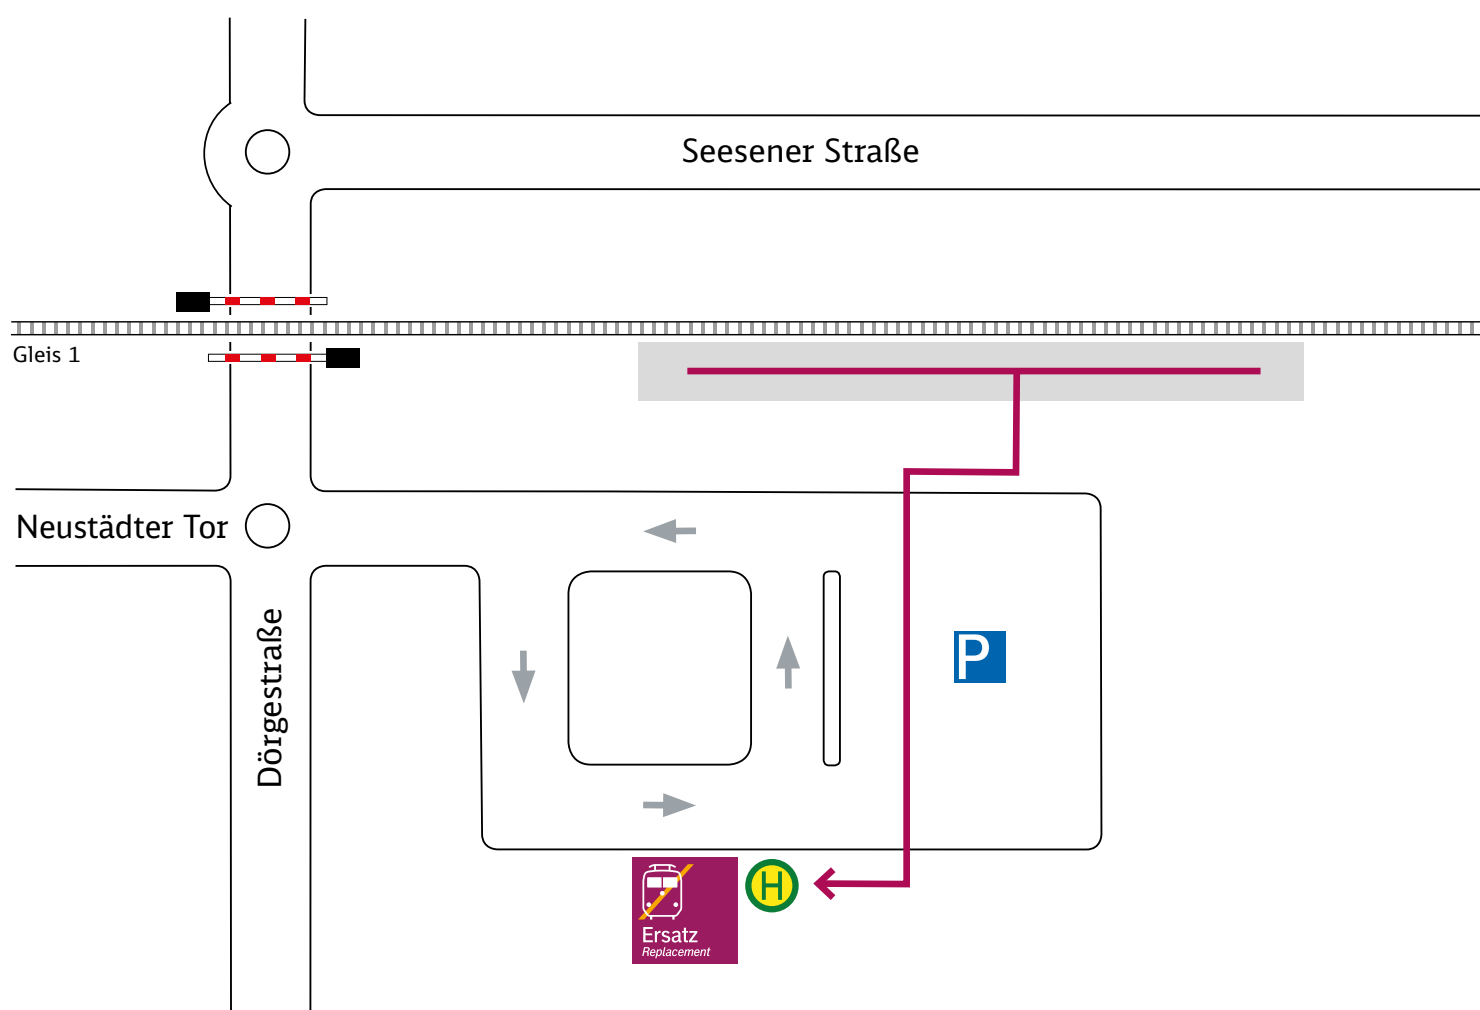 Seesener Straße
Gleis 1
Neustädter Tor
Dörgestraße
P
H
Ersatz
Replacement